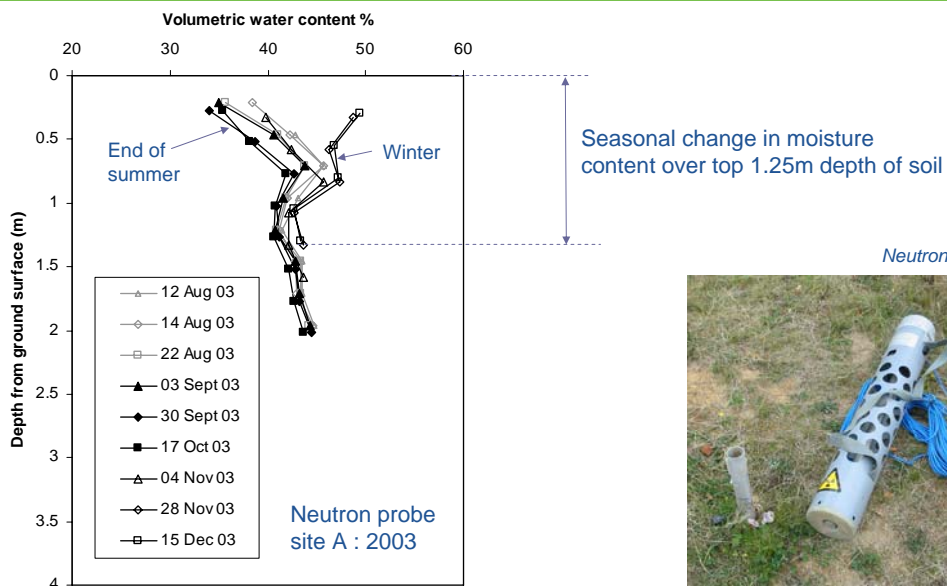 Volumetric water content %
20 30 40 50 60
Depth from ground surface (m)
0
0.5
1
1.5
2
2.5
3
3.5
4
End of
summer
Winter
12 Aug 03
14 Aug 03
22 Aug 03
03 Sept 03
30 Sept 03
17 Oct 03
04 Nov 03
28 Nov 03
15 Dec 03
Neutron probe
site A : 2003
Seasonal change in moisture
content over top 1.25m depth of soil
Neutron